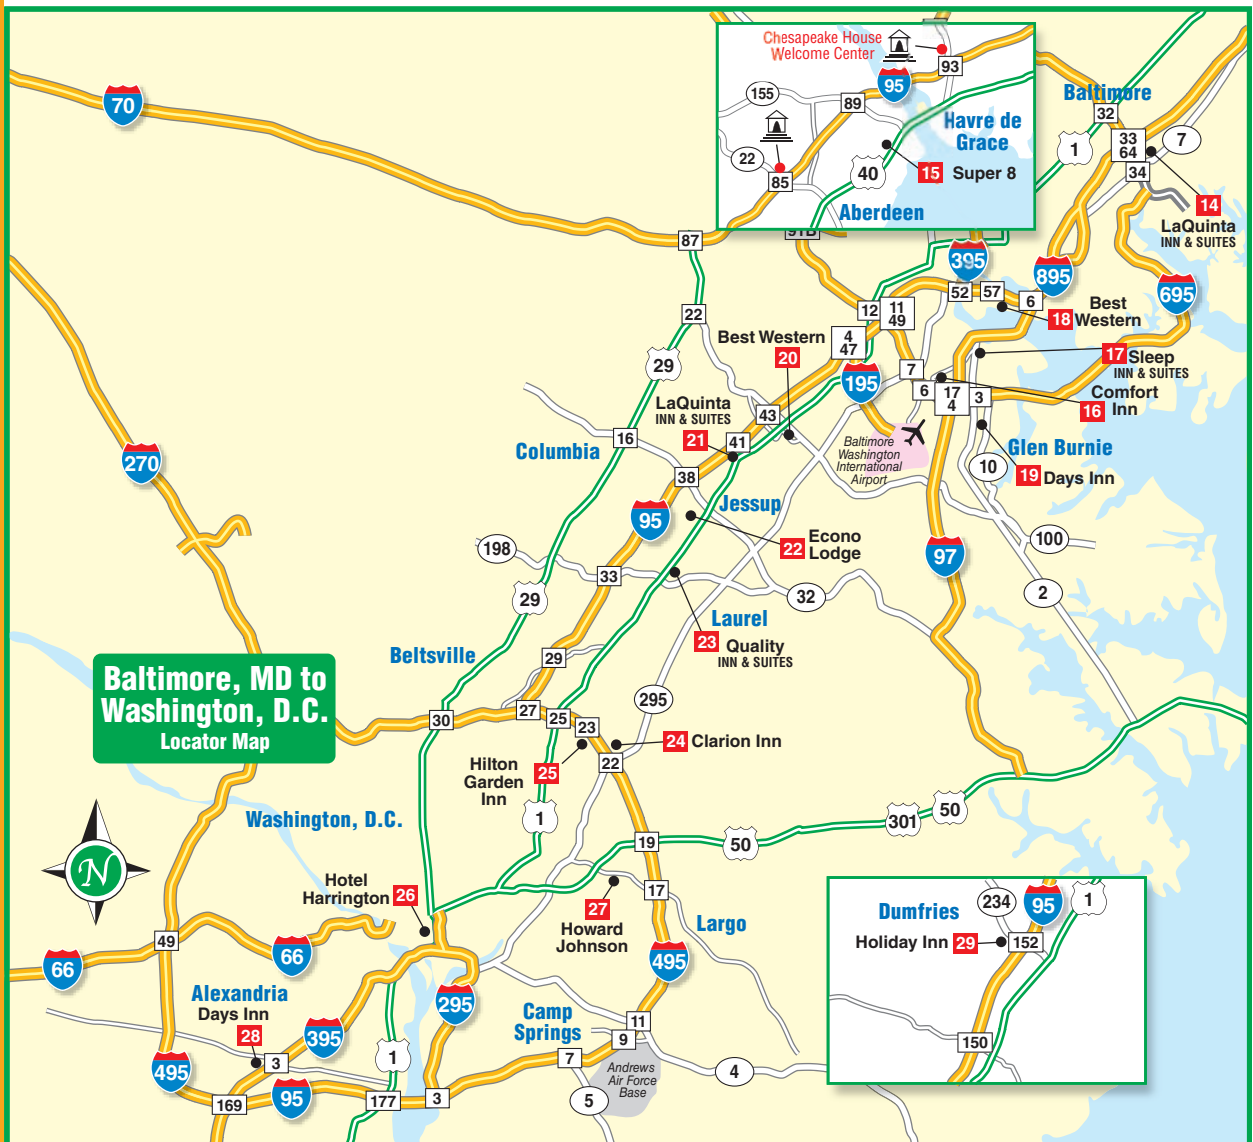 Chesapeake House
Welcome Center
93
95
155
89
Havre de
Grace
22
85
40
15 Super 8
Aberdeen
70
Baltimore
32
1
33
64
7
34
14
LaQuinta
INN & SUITES
87
91B
395
895
695
52
57
6
Best
Western
18
12
11
49
22
Best Western
20
4
47
29
195
7
17 Sleep
INN & SUITES
6
17
4
3
Comfort
Inn
16
LaQuinta
INN & SUITES
21
43
41
Baltimore
Washington
International
Airport
16
Columbia
38
Glen Burnie
10
19 Days Inn
270
95
Jessup
22 Econo
Lodge
198
97
100
33
29
32
2
Laurel
23 Quality
INN & SUITES
Beltsville
29
Baltimore, MD to
Washington, D.C.
Locator Map
295
30
27
25
23
24 Clarion Inn
Hilton
Garden
Inn
25
22
1
Washington, D.C.
301
50
50
19
N
Hotel
Harrington
26
17
27
Howard
Johnson
Largo
49
66
66
495
Dumfries
234
95
1
Holiday Inn 29
152
150
Alexandria
Days Inn
28
295
395
Camp
Springs
11
9
3
1
7
Andrews
Air Force
Base
4
495
95
169
177
3
5